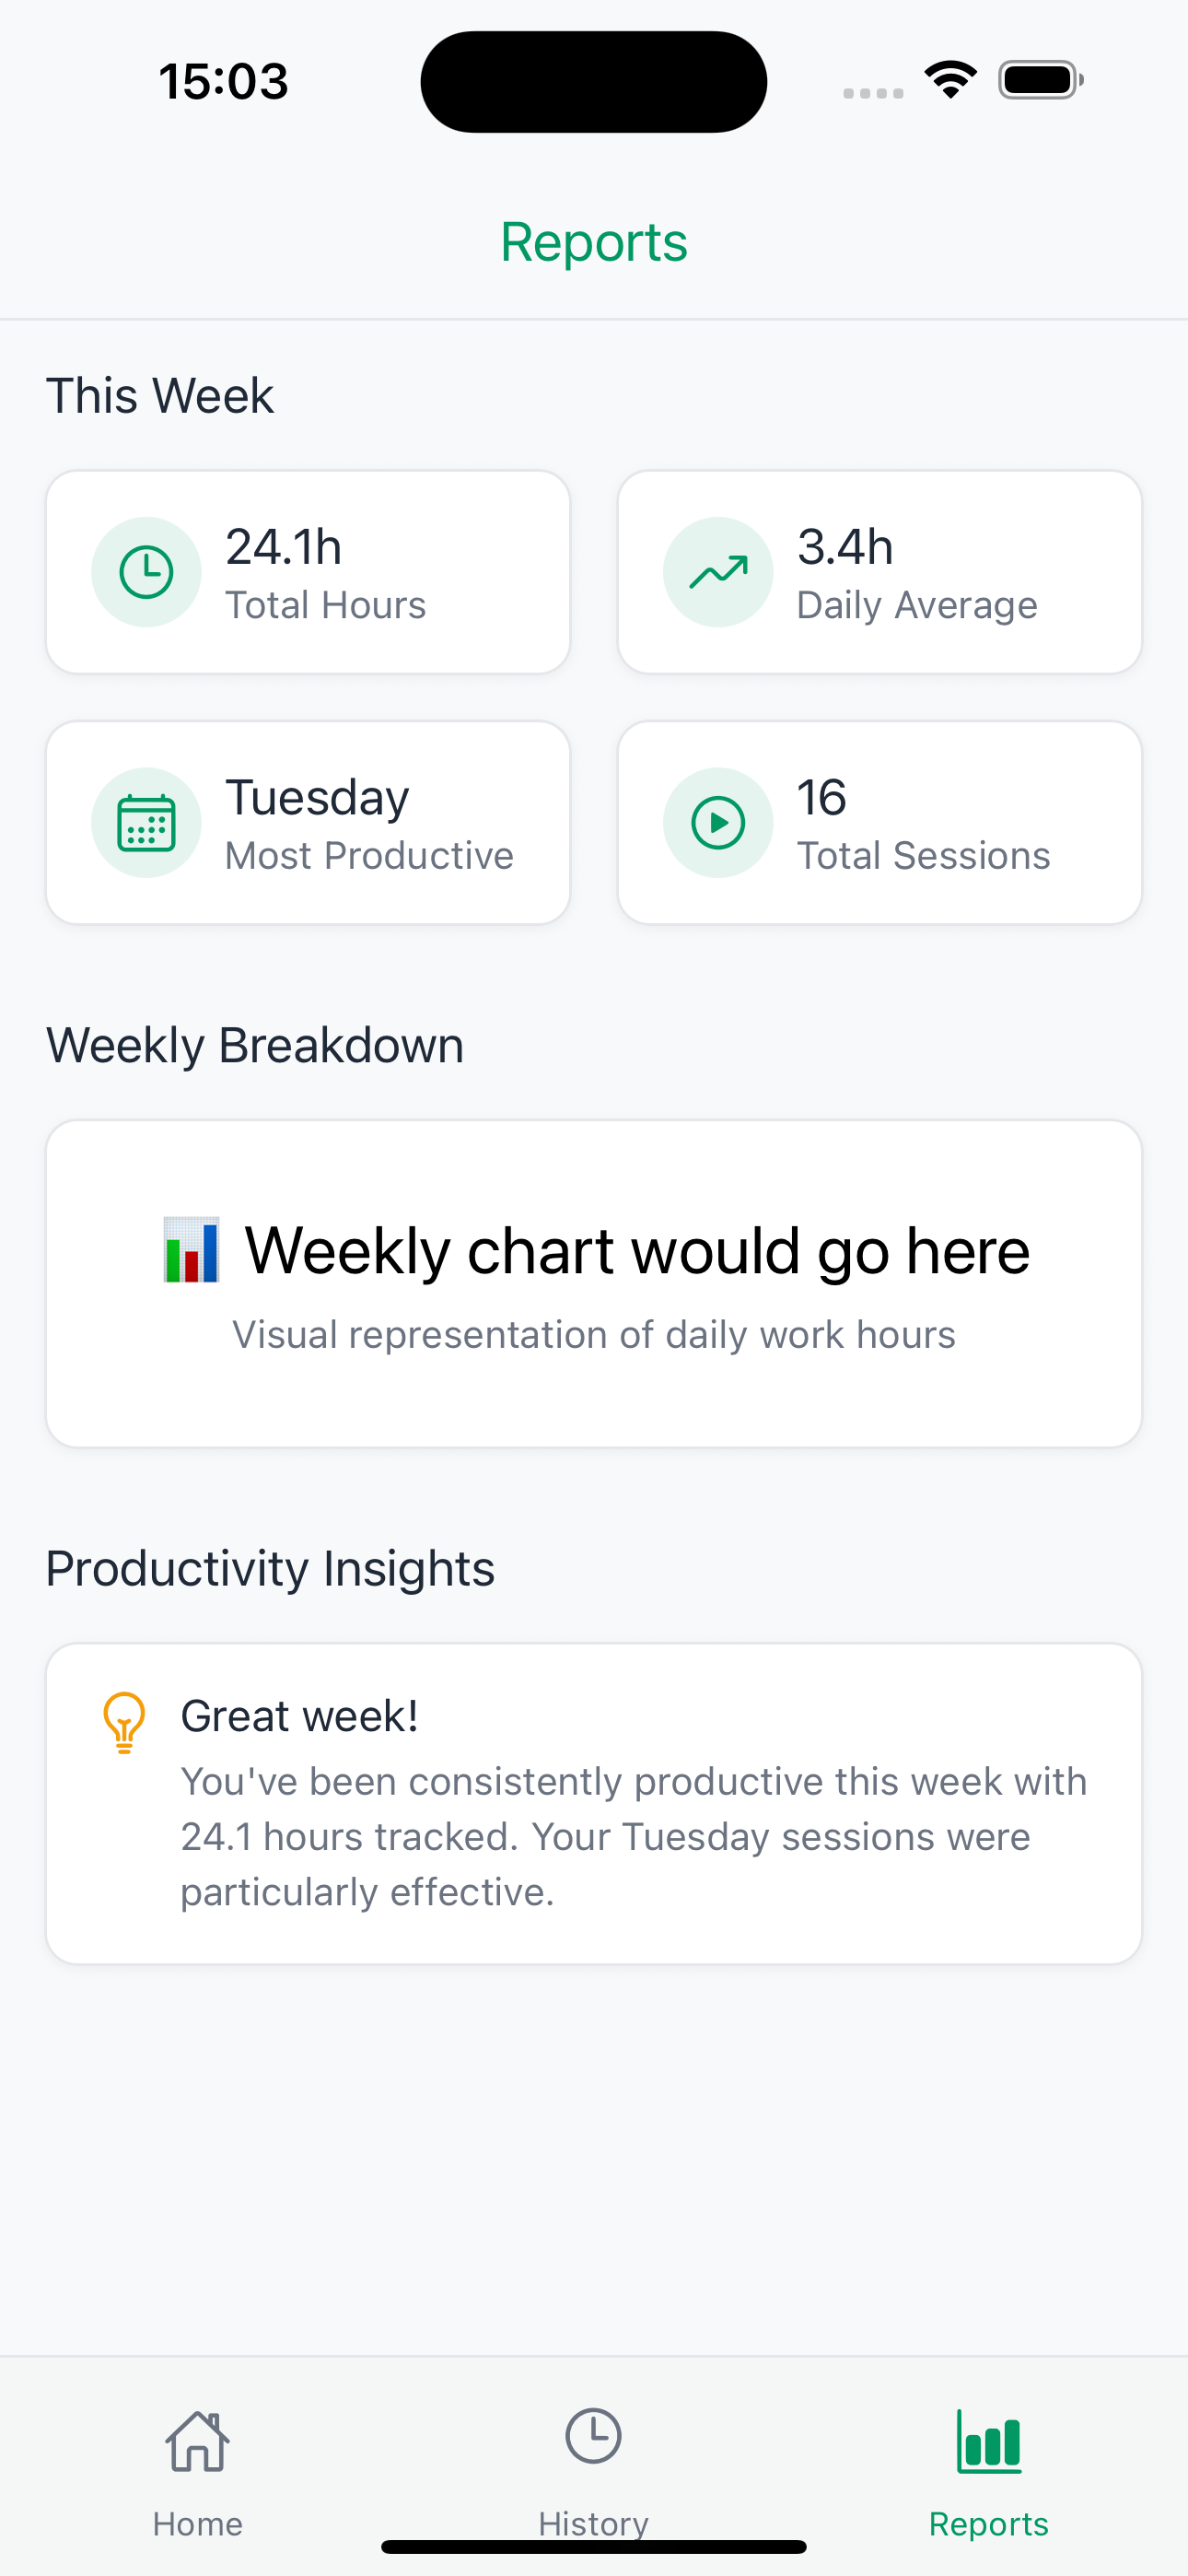 15:03
Reports
This Week
24.1h
Total Hours
3.4h
Daily Average
Tuesday
Most Productive
16
Total Sessions
Weekly Breakdown
📊 Weekly chart would go here
Visual representation of daily work hours
Productivity Insights
Great week!
You've been consistently productive this week with
24.1 hours tracked. Your Tuesday sessions were
particularly effective.
Home
History
Reports